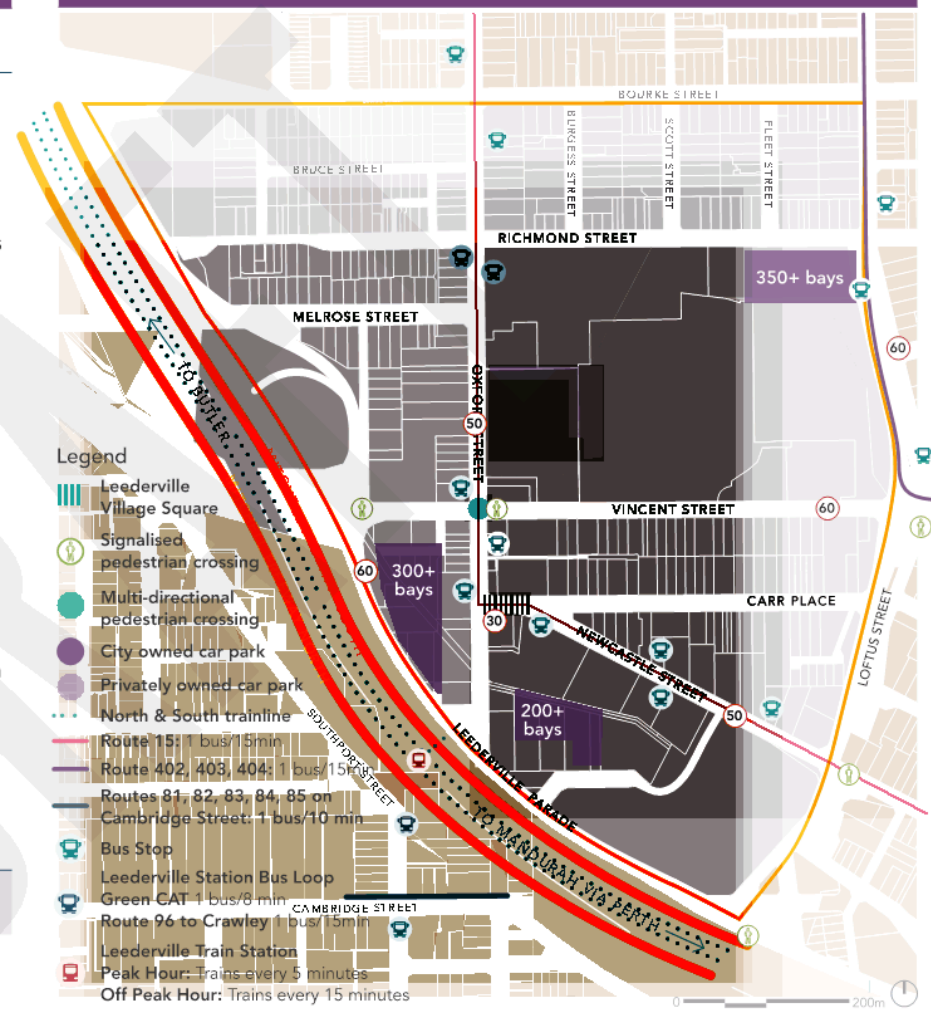 BOURKE STREET
BURGESS STREET
SCOTT STREET
FLEET STREET
BRUCE STREET
RICHMOND STREET
350+ bays
MELROSE STREET
60
TO BUTLER
OXFORD STREET
50
Legend
Leederville
Village Square
VINCENT STREET
60
Signalised
pedestrian crossing
60
300+
bays
Multi-directional
pedestrian crossing
CARR PLACE
30
NEWCASTLE STREET
LOFTUS STREET
City owned car park
Privately owned car park
200+
bays
50
North & South trainline
SOUTHPORT STREET
LEEDERVILLE PARADE
Route 15: 1 bus/15min
Route 402, 403, 404: 1 bus/15min
Routes 81, 82, 83, 84, 85 on
Cambridge Street: 1 bus/10 min
TO MANDURAH VIA PERTH
Bus Stop
Leederville Station Bus Loop
Green CAT 1 bus/8 min
Route 96 to Crawley 1 bus/15min
CAMBRIDGE STREET
Leederville Train Station
Peak Hour: Trains every 5 minutes
Off Peak Hour: Trains every 15 minutes
0
200m